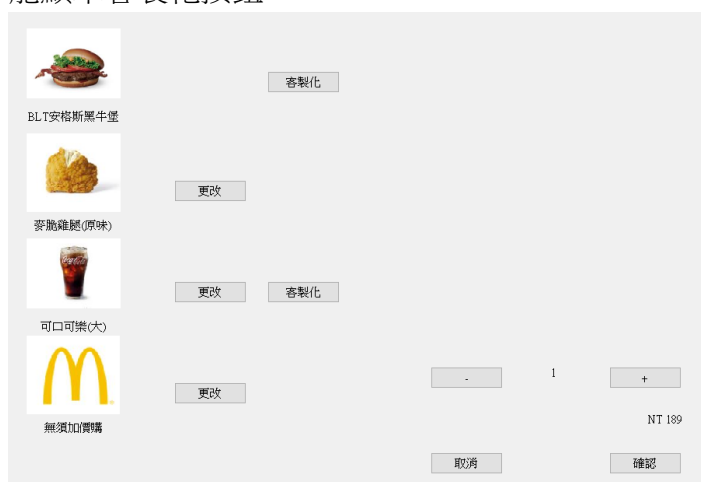 客製化
BLT安格斯黑牛堡
更改
麥脆雞腿(原味)
Coca-Cola
更改 客製化
可口可樂(大)
- 1 +
更改
NT 189
無須加價購
取消 確認